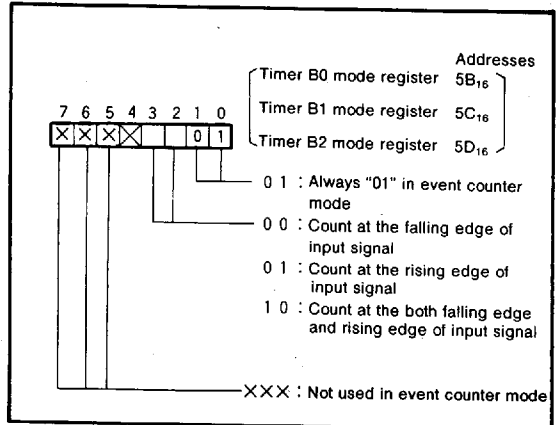 Addresses
Timer B0 mode register 5B₁₆
Timer B1 mode register 5C₁₆
Timer B2 mode register 5D₁₆
7 6 5 4 3 2 1 0
× × × × 0 1
0 1 : Always "01" in event counter
mode
0 0 : Count at the falling edge of
input signal
0 1 : Count at the rising edge of
input signal
1 0 : Count at the both falling edge
and rising edge of input signal
××× : Not used in event counter mode